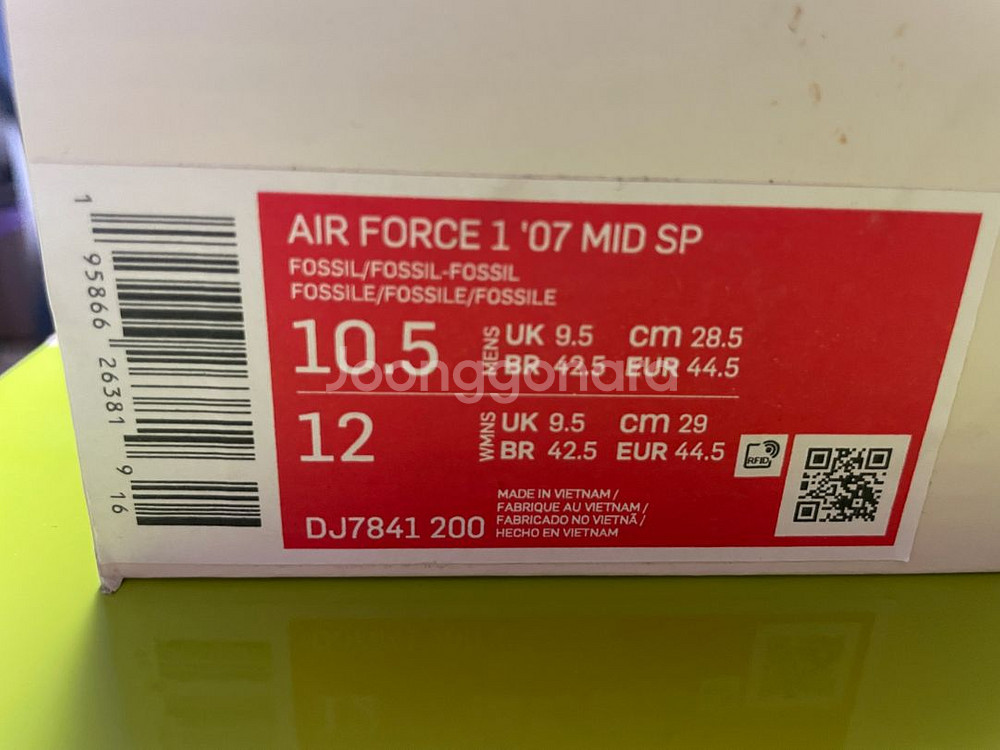 AIR FORCE 1 '07 MID SP
FOSSIL/FOSSIL-FOSSIL
FOSSILE/FOSSILE/FOSSILE
10.5 MENS UK 9.5 cm 28.5
BR 42.5 EUR 44.5
Joonggonara
12 WMNS UK 9.5 cm 29
BR 42.5 EUR 44.5
RFID
MADE IN VIETNAM /
FABRIQUE AU VIETNAM /
FABRICADO NO VIETNÃ /
HECHO EN VIETNAM
DJ7841 200
1 95866 26381 9 16